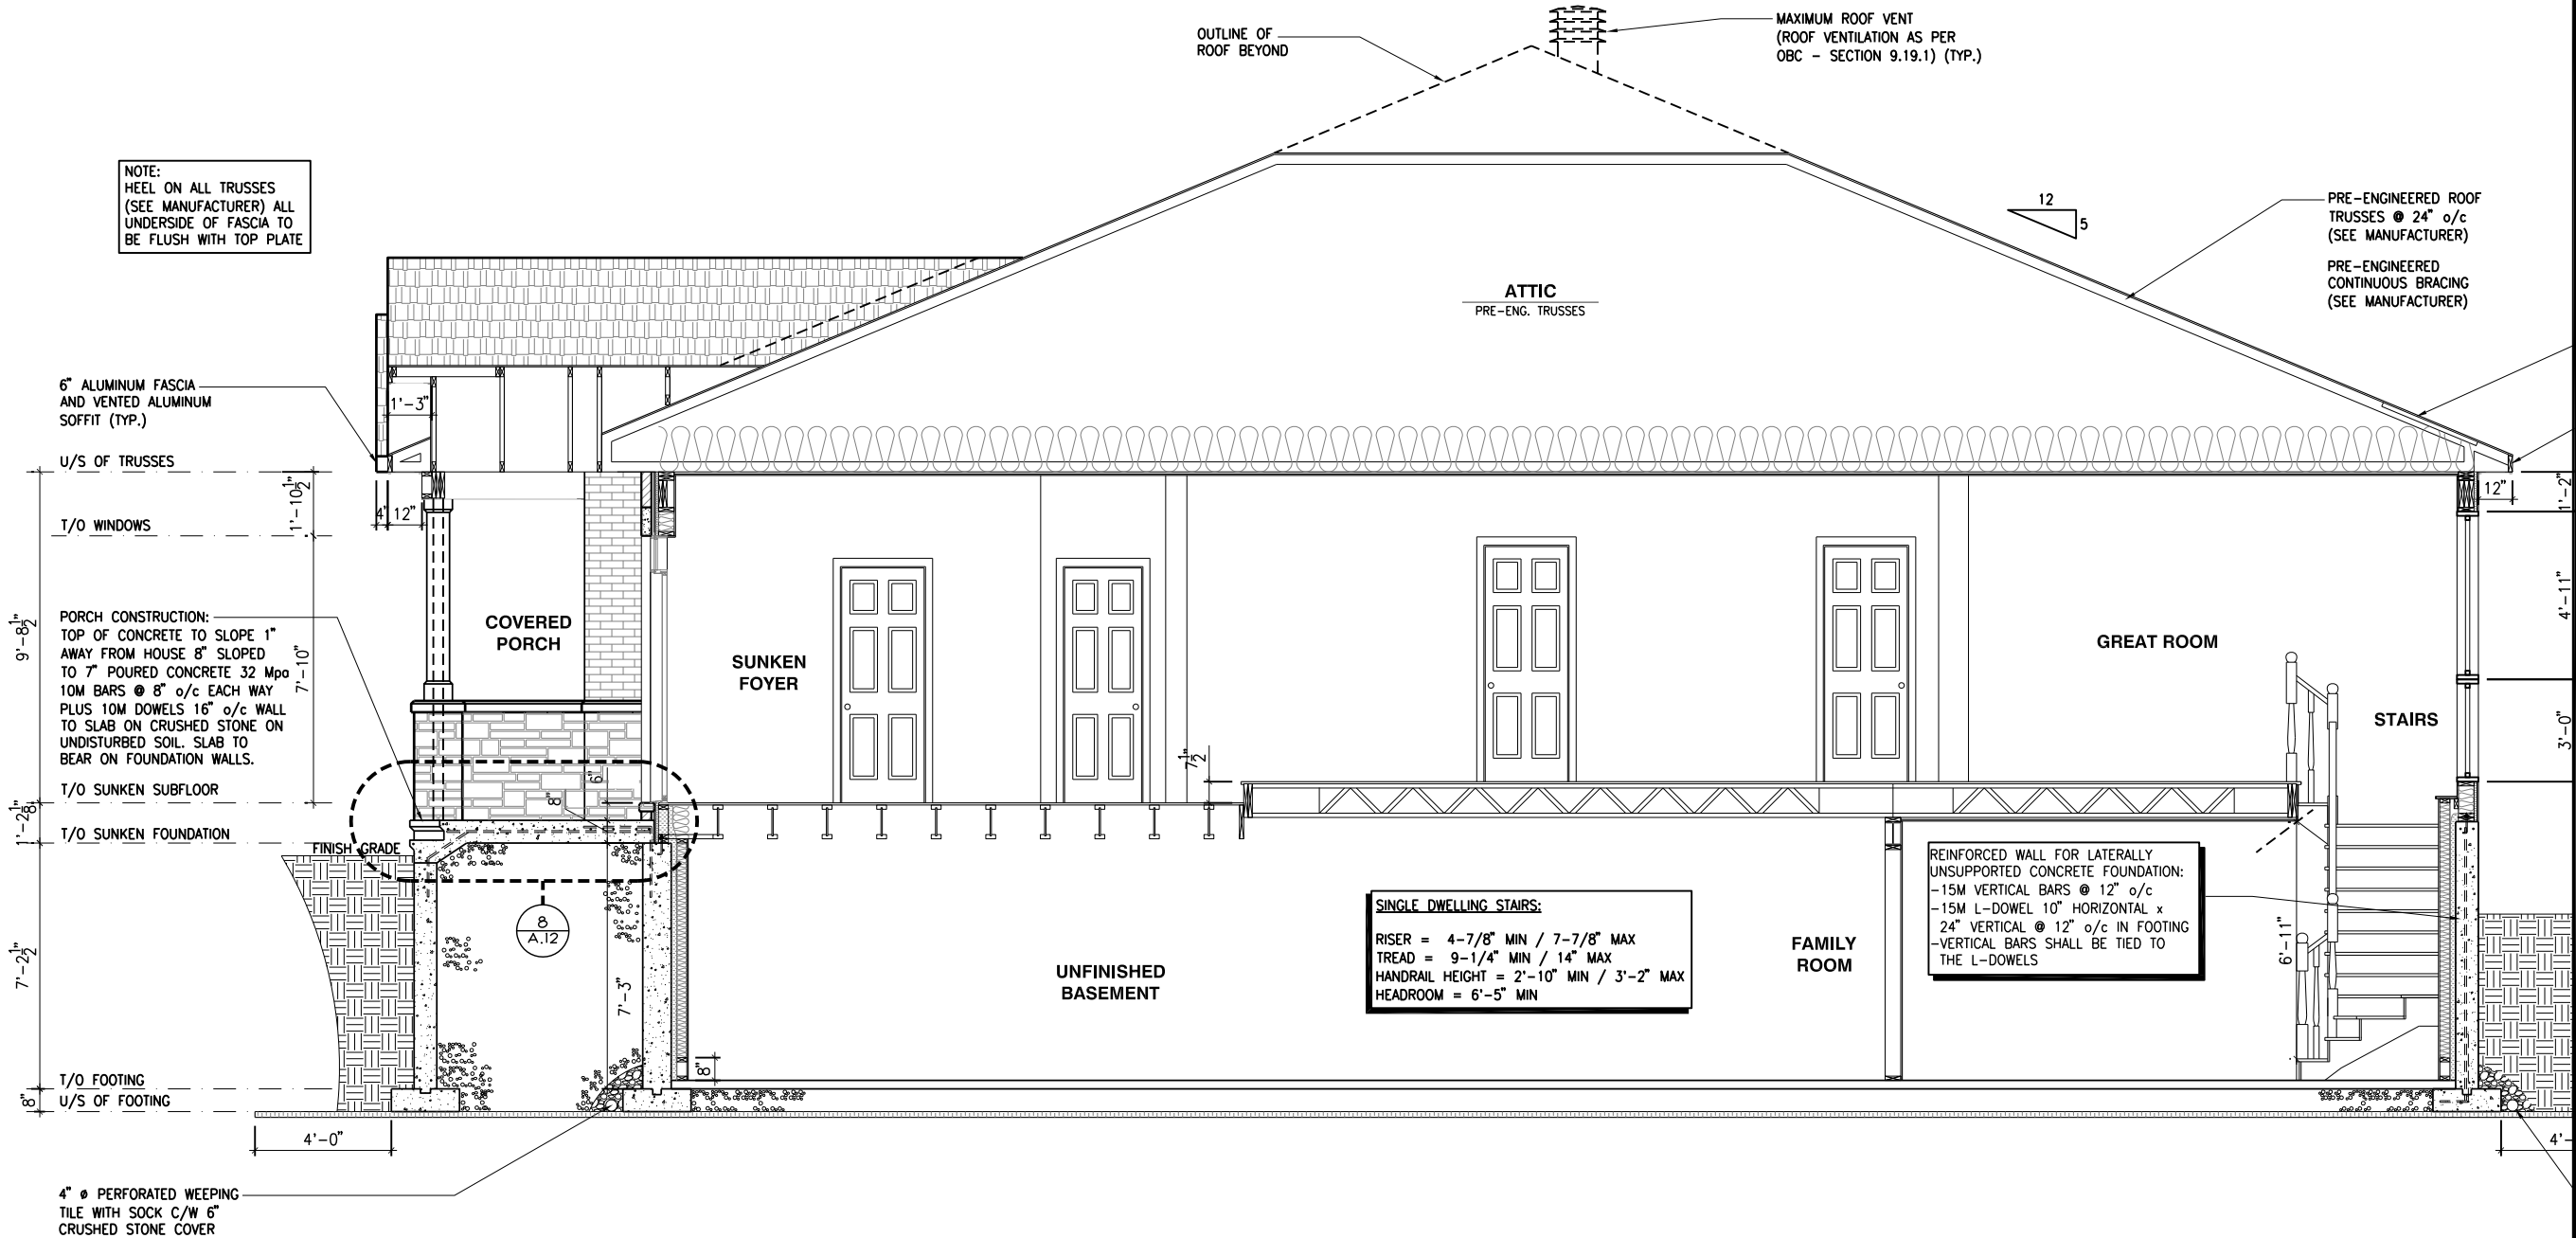 OUTLINE OF
ROOF BEYOND
MAXIMUM ROOF VENT
(ROOF VENTILATION AS PER
OBC - SECTION 9.19.1) (TYP.)
NOTE:
HEEL ON ALL TRUSSES
(SEE MANUFACTURER) ALL
UNDERSIDE OF FASCIA TO
BE FLUSH WITH TOP PLATE
12
5
PRE-ENGINEERED ROOF
TRUSSES @ 24" o/c
(SEE MANUFACTURER)
PRE-ENGINEERED
CONTINUOUS BRACING
(SEE MANUFACTURER)
ATTIC
PRE-ENG. TRUSSES
6" ALUMINUM FASCIA
AND VENTED ALUMINUM
SOFFIT (TYP.)
1'-3"
U/S OF TRUSSES
1'-10 1/2"
T/O WINDOWS
4"
12"
12"
1'-2"
9'-8 1/2"
7'-10"
PORCH CONSTRUCTION:
TOP OF CONCRETE TO SLOPE 1"
AWAY FROM HOUSE 8" SLOPED
TO 7" POURED CONCRETE 32 Mpa
10M BARS @ 8" o/c EACH WAY
PLUS 10M DOWELS 16" o/c WALL
TO SLAB ON CRUSHED STONE ON
UNDISTURBED SOIL. SLAB TO
BEAR ON FOUNDATION WALLS.
COVERED
PORCH
SUNKEN
FOYER
GREAT ROOM
STAIRS
4'-11"
3'-0"
7 1/2"
6"
8"
T/O SUNKEN SUBFLOOR
1'-2 1/8"
T/O SUNKEN FOUNDATION
FINISH GRADE
8
A.12
7'-2 1/2"
7'-3"
UNFINISHED
BASEMENT
SINGLE DWELLING STAIRS:
RISER = 4-7/8" MIN / 7-7/8" MAX
TREAD = 9-1/4" MIN / 14" MAX
HANDRAIL HEIGHT = 2'-10" MIN / 3'-2" MAX
HEADROOM = 6'-5" MIN
FAMILY
ROOM
REINFORCED WALL FOR LATERALLY
UNSUPPORTED CONCRETE FOUNDATION:
-15M VERTICAL BARS @ 12" o/c
-15M L-DOWEL 10" HORIZONTAL x
24" VERTICAL @ 12" o/c IN FOOTING
-VERTICAL BARS SHALL BE TIED TO
THE L-DOWELS
6'-11"
8"
T/O FOOTING
U/S OF FOOTING
8"
4'-0"
4'-
4" ø PERFORATED WEEPING
TILE WITH SOCK C/W 6"
CRUSHED STONE COVER